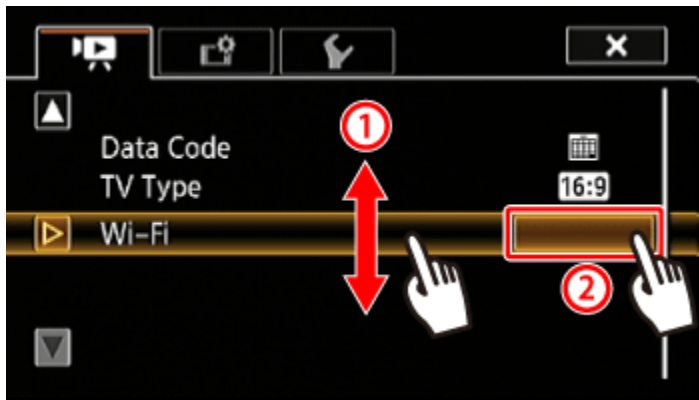 ①
Data Code
TV Type 16:9
Wi-Fi
②